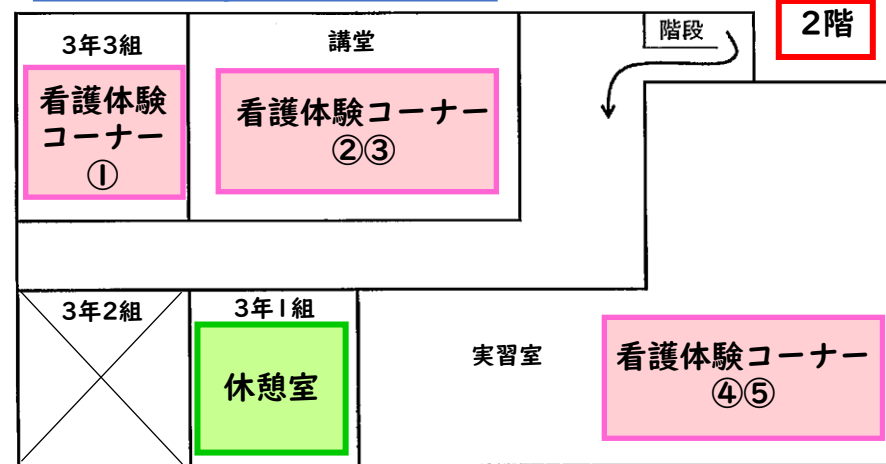 2階
階段
3年3組
看護体験
コーナー
①
講堂
看護体験コーナー
②③
3年2組
3年1組
休憩室
実習室
看護体験コーナー
④⑤